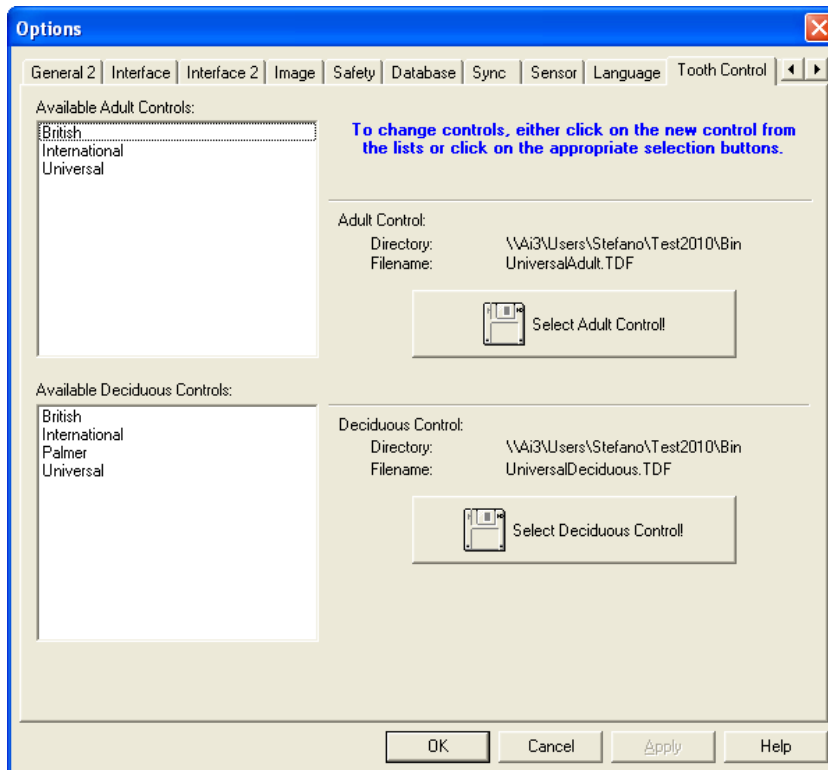 Options
General 2 Interface Interface 2 Image Safety Database Sync Sensor Language Tooth Control
Available Adult Controls:
British
International
Universal
To change controls, either click on the new control from
the lists or click on the appropriate selection buttons.
Adult Control:
Directory: \\Ai3\Users\Stefano\Test2010\Bin
Filename: UniversalAdult.TDF
Select Adult Control!
Available Deciduous Controls:
British
International
Palmer
Universal
Deciduous Control:
Directory: \\Ai3\Users\Stefano\Test2010\Bin
Filename: UniversalDeciduous.TDF
Select Deciduous Control!
OK Cancel Apply Help